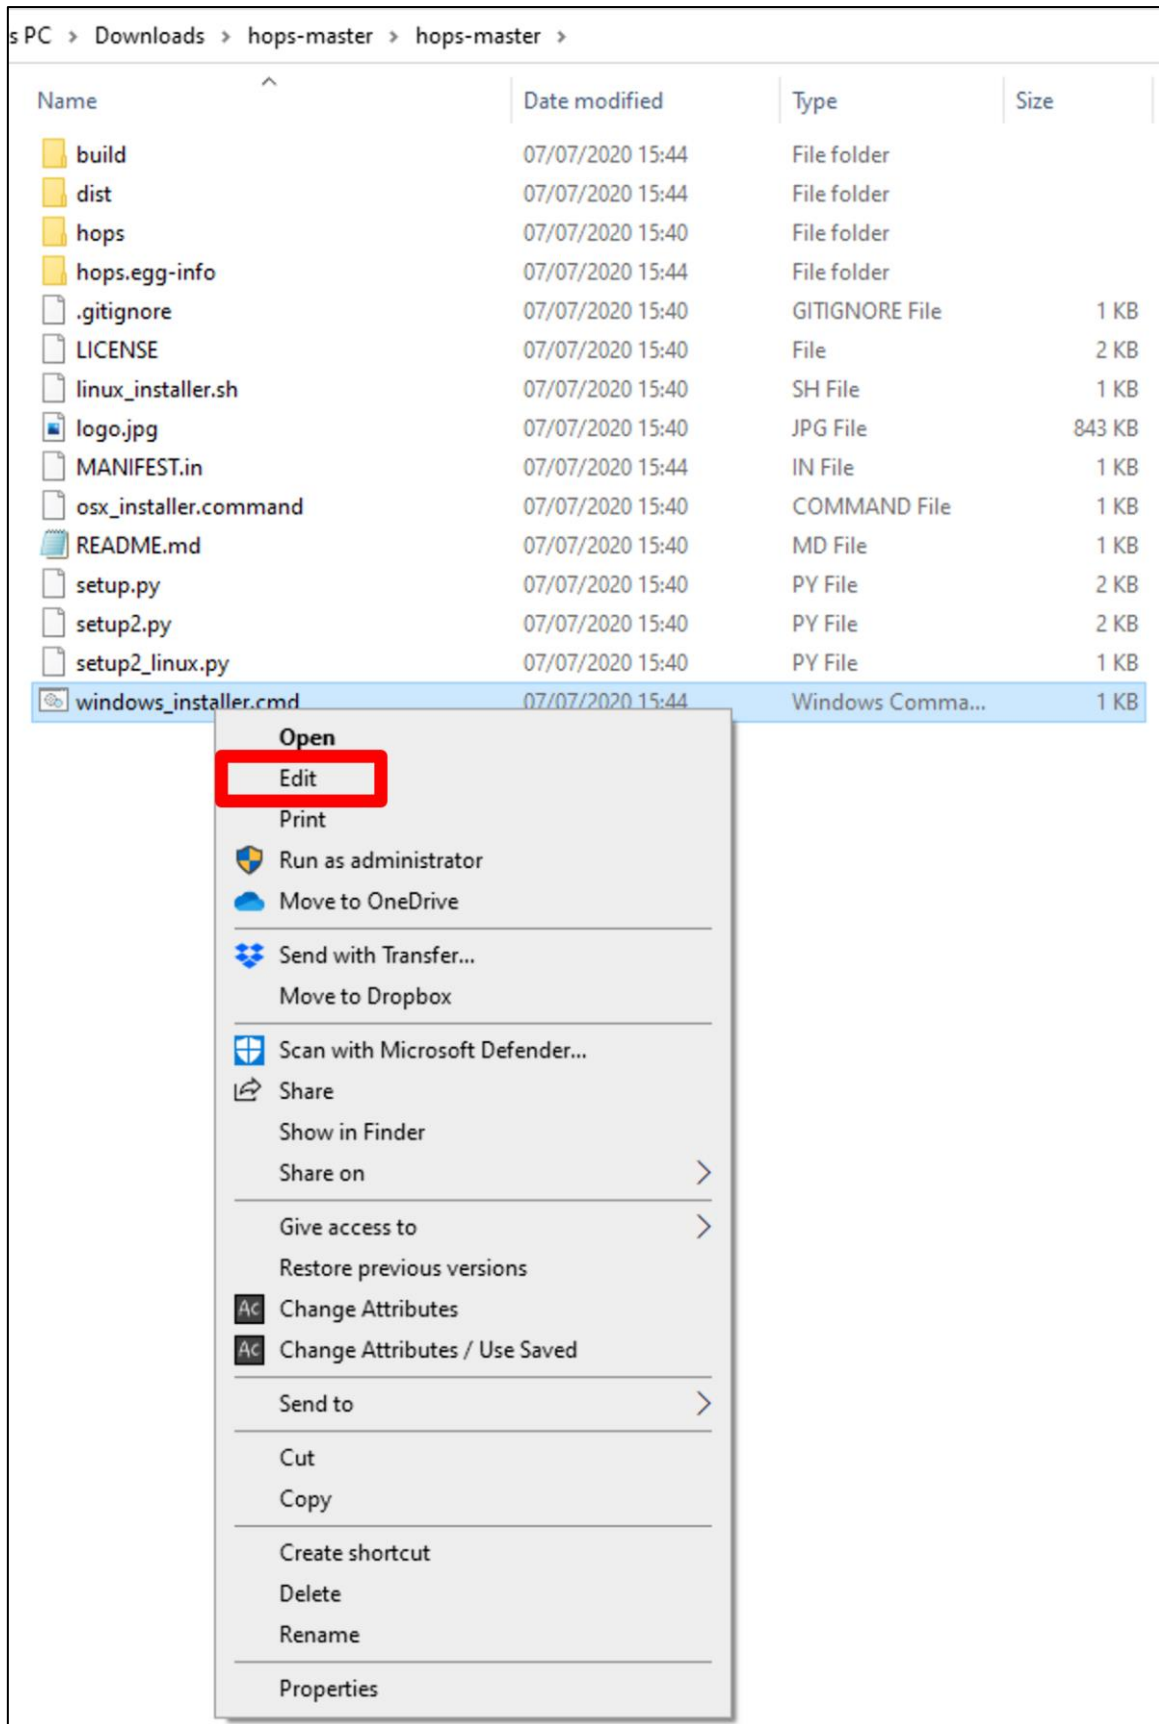 s PC > Downloads > hops-master > hops-master >
Name Date modified Type Size
build 07/07/2020 15:44 File folder
dist 07/07/2020 15:44 File folder
hops 07/07/2020 15:40 File folder
hops.egg-info 07/07/2020 15:44 File folder
.gitignore 07/07/2020 15:40 GITIGNORE File 1 KB
LICENSE 07/07/2020 15:40 File 2 KB
linux_installer.sh 07/07/2020 15:40 SH File 1 KB
logo.jpg 07/07/2020 15:40 JPG File 843 KB
MANIFEST.in 07/07/2020 15:44 IN File 1 KB
osx_installer.command 07/07/2020 15:40 COMMAND File 1 KB
README.md 07/07/2020 15:40 MD File 1 KB
setup.py 07/07/2020 15:40 PY File 2 KB
setup2.py 07/07/2020 15:40 PY File 2 KB
setup2_linux.py 07/07/2020 15:40 PY File 1 KB
windows_installer.cmd 07/07/2020 15:44 Windows Comma... 1 KB
Open
Edit
Print
Run as administrator
Move to OneDrive
Send with Transfer...
Move to Dropbox
Scan with Microsoft Defender...
Share
Show in Finder
Share on
Give access to
Restore previous versions
Ac Change Attributes
Ac Change Attributes / Use Saved
Send to
Cut
Copy
Create shortcut
Delete
Rename
Properties